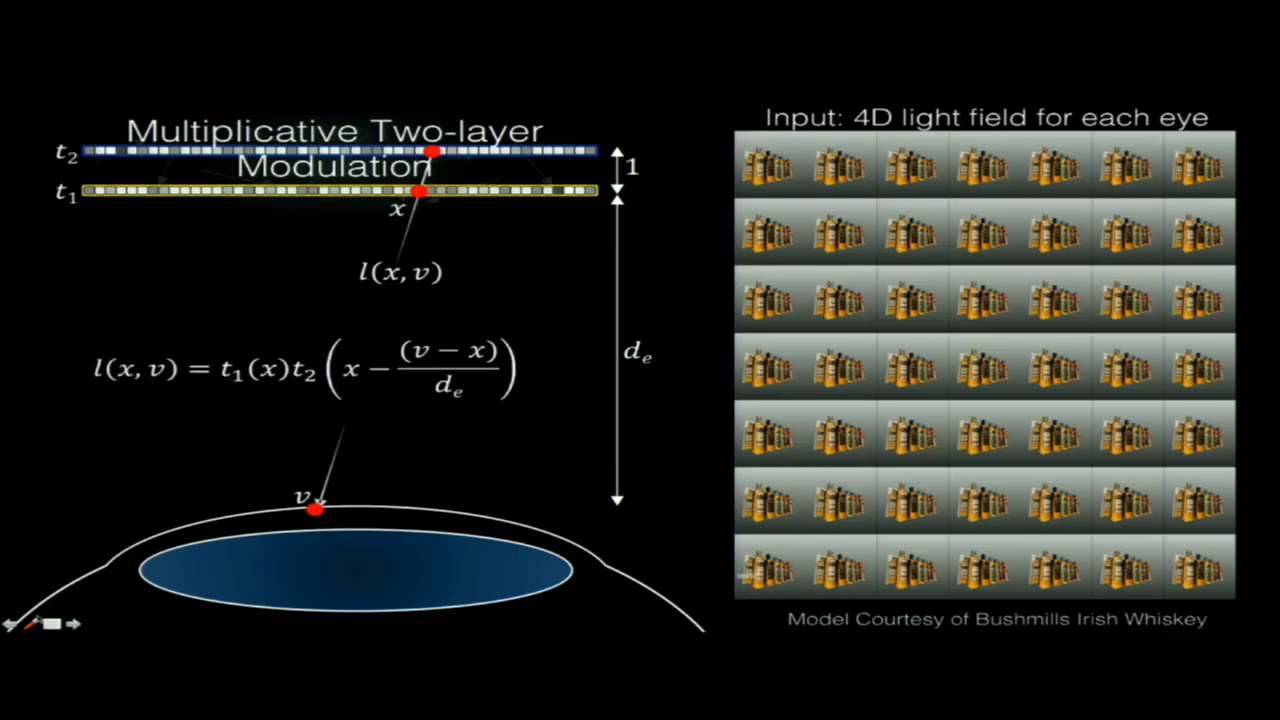 Multiplicative Two-layer
Modulation
t₂
t₁
1
x
l(x, v)
l(x, v) = t₁(x)t₂ ( x − (v − x) / dₑ )
dₑ
v
Input: 4D light field for each eye
Model Courtesy of Bushmills Irish Whiskey